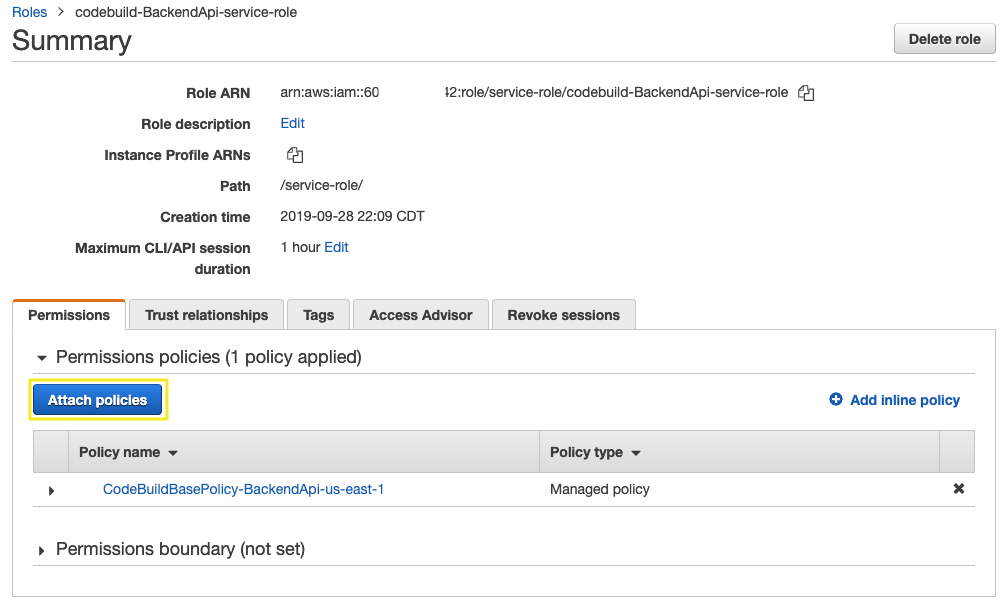 Roles > codebuild-BackendApi-service-role
Summary
Delete role
Role ARN arn:aws:iam::60 42:role/service-role/codebuild-BackendApi-service-role
Role description Edit
Instance Profile ARNs
Path /service-role/
Creation time 2019-09-28 22:09 CDT
Maximum CLI/API session 1 hour Edit
duration
Permissions Trust relationships Tags Access Advisor Revoke sessions
Permissions policies (1 policy applied)
Attach policies Add inline policy
Policy name Policy type
CodeBuildBasePolicy-BackendApi-us-east-1 Managed policy
Permissions boundary (not set)